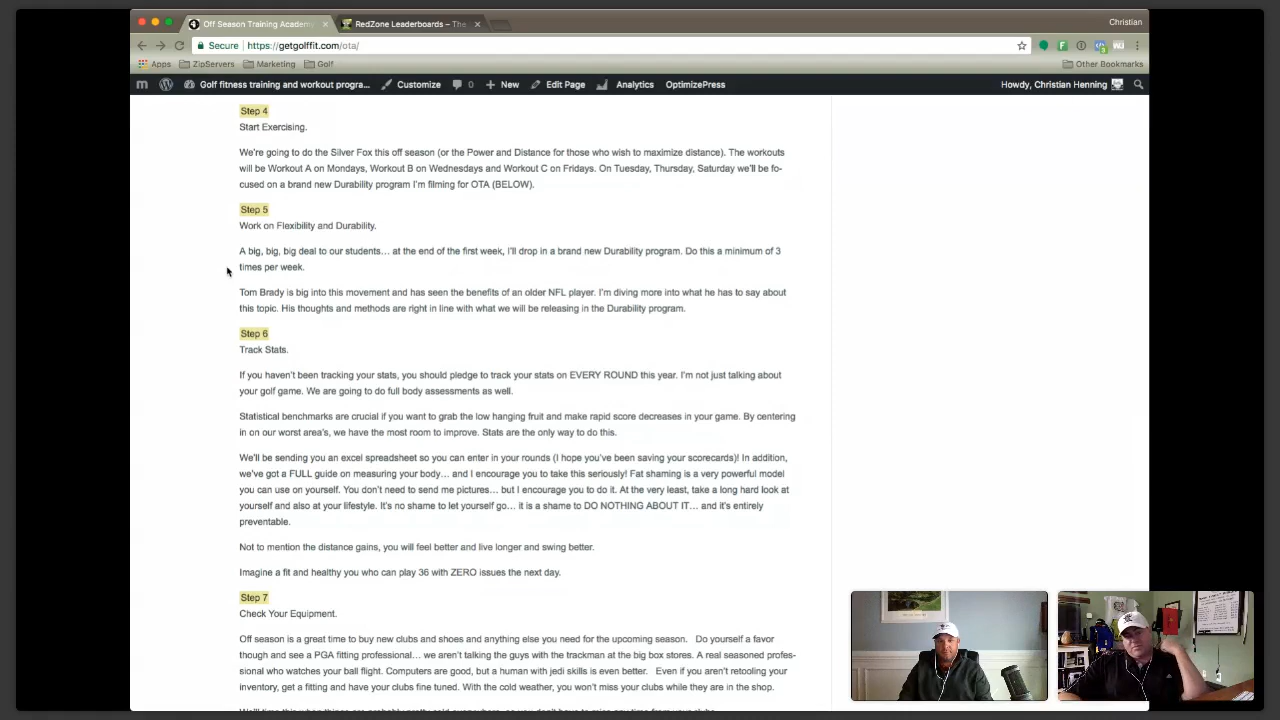 Off Season Training Academ
RedZone Leaderboards – The
Christian
Secure https://getgolffit.com/ota/
Apps ZipServers Marketing Golf Other Bookmarks
Golf fitness training and workout progra... Customize 0 New Edit Page Analytics OptimizePress Howdy, Christian Henning
Step 4
Start Exercising.
We're going to do the Silver Fox this off season (or the Power and Distance for those who wish to maximize distance). The workouts
will be Workout A on Mondays, Workout B on Wednesdays and Workout C on Fridays. On Tuesday, Thursday, Saturday we'll be fo-
cused on a brand new Durability program I'm filming for OTA (BELOW).
Step 5
Work on Flexibility and Durability.
A big, big, big deal to our students… at the end of the first week, I'll drop in a brand new Durability program. Do this a minimum of 3
times per week.
Tom Brady is big into this movement and has seen the benefits of an older NFL player. I'm diving more into what he has to say about
this topic. His thoughts and methods are right in line with what we will be releasing in the Durability program.
Step 6
Track Stats.
If you haven't been tracking your stats, you should pledge to track your stats on EVERY ROUND this year. I'm not just talking about
your golf game. We are going to do full body assessments as well.
Statistical benchmarks are crucial if you want to grab the low hanging fruit and make rapid score decreases in your game. By centering
in on our worst area's, we have the most room to improve. Stats are the only way to do this.
We'll be sending you an excel spreadsheet so you can enter in your rounds (I hope you've been saving your scorecards)! In addition,
we've got a FULL guide on measuring your body… and I encourage you to take this seriously! Fat shaming is a very powerful model
you can use on yourself. You don't need to send me pictures… but I encourage you to do it. At the very least, take a long hard look at
yourself and also at your lifestyle. It's no shame to let yourself go… it is a shame to DO NOTHING ABOUT IT… and it's entirely
preventable.
Not to mention the distance gains, you will feel better and live longer and swing better.
Imagine a fit and healthy you who can play 36 with ZERO issues the next day.
Step 7
Check Your Equipment.
Off season is a great time to buy new clubs and shoes and anything else you need for the upcoming season. Do yourself a favor
though and see a PGA fitting professional… we aren't talking the guys with the trackman at the big box stores. A real seasoned profes-
sional who watches your ball flight. Computers are good, but a human with jedi skills is even better. Even if you aren't retooling your
inventory, get a fitting and have your clubs fine tuned. With the cold weather, you won't miss your clubs while they are in the shop.